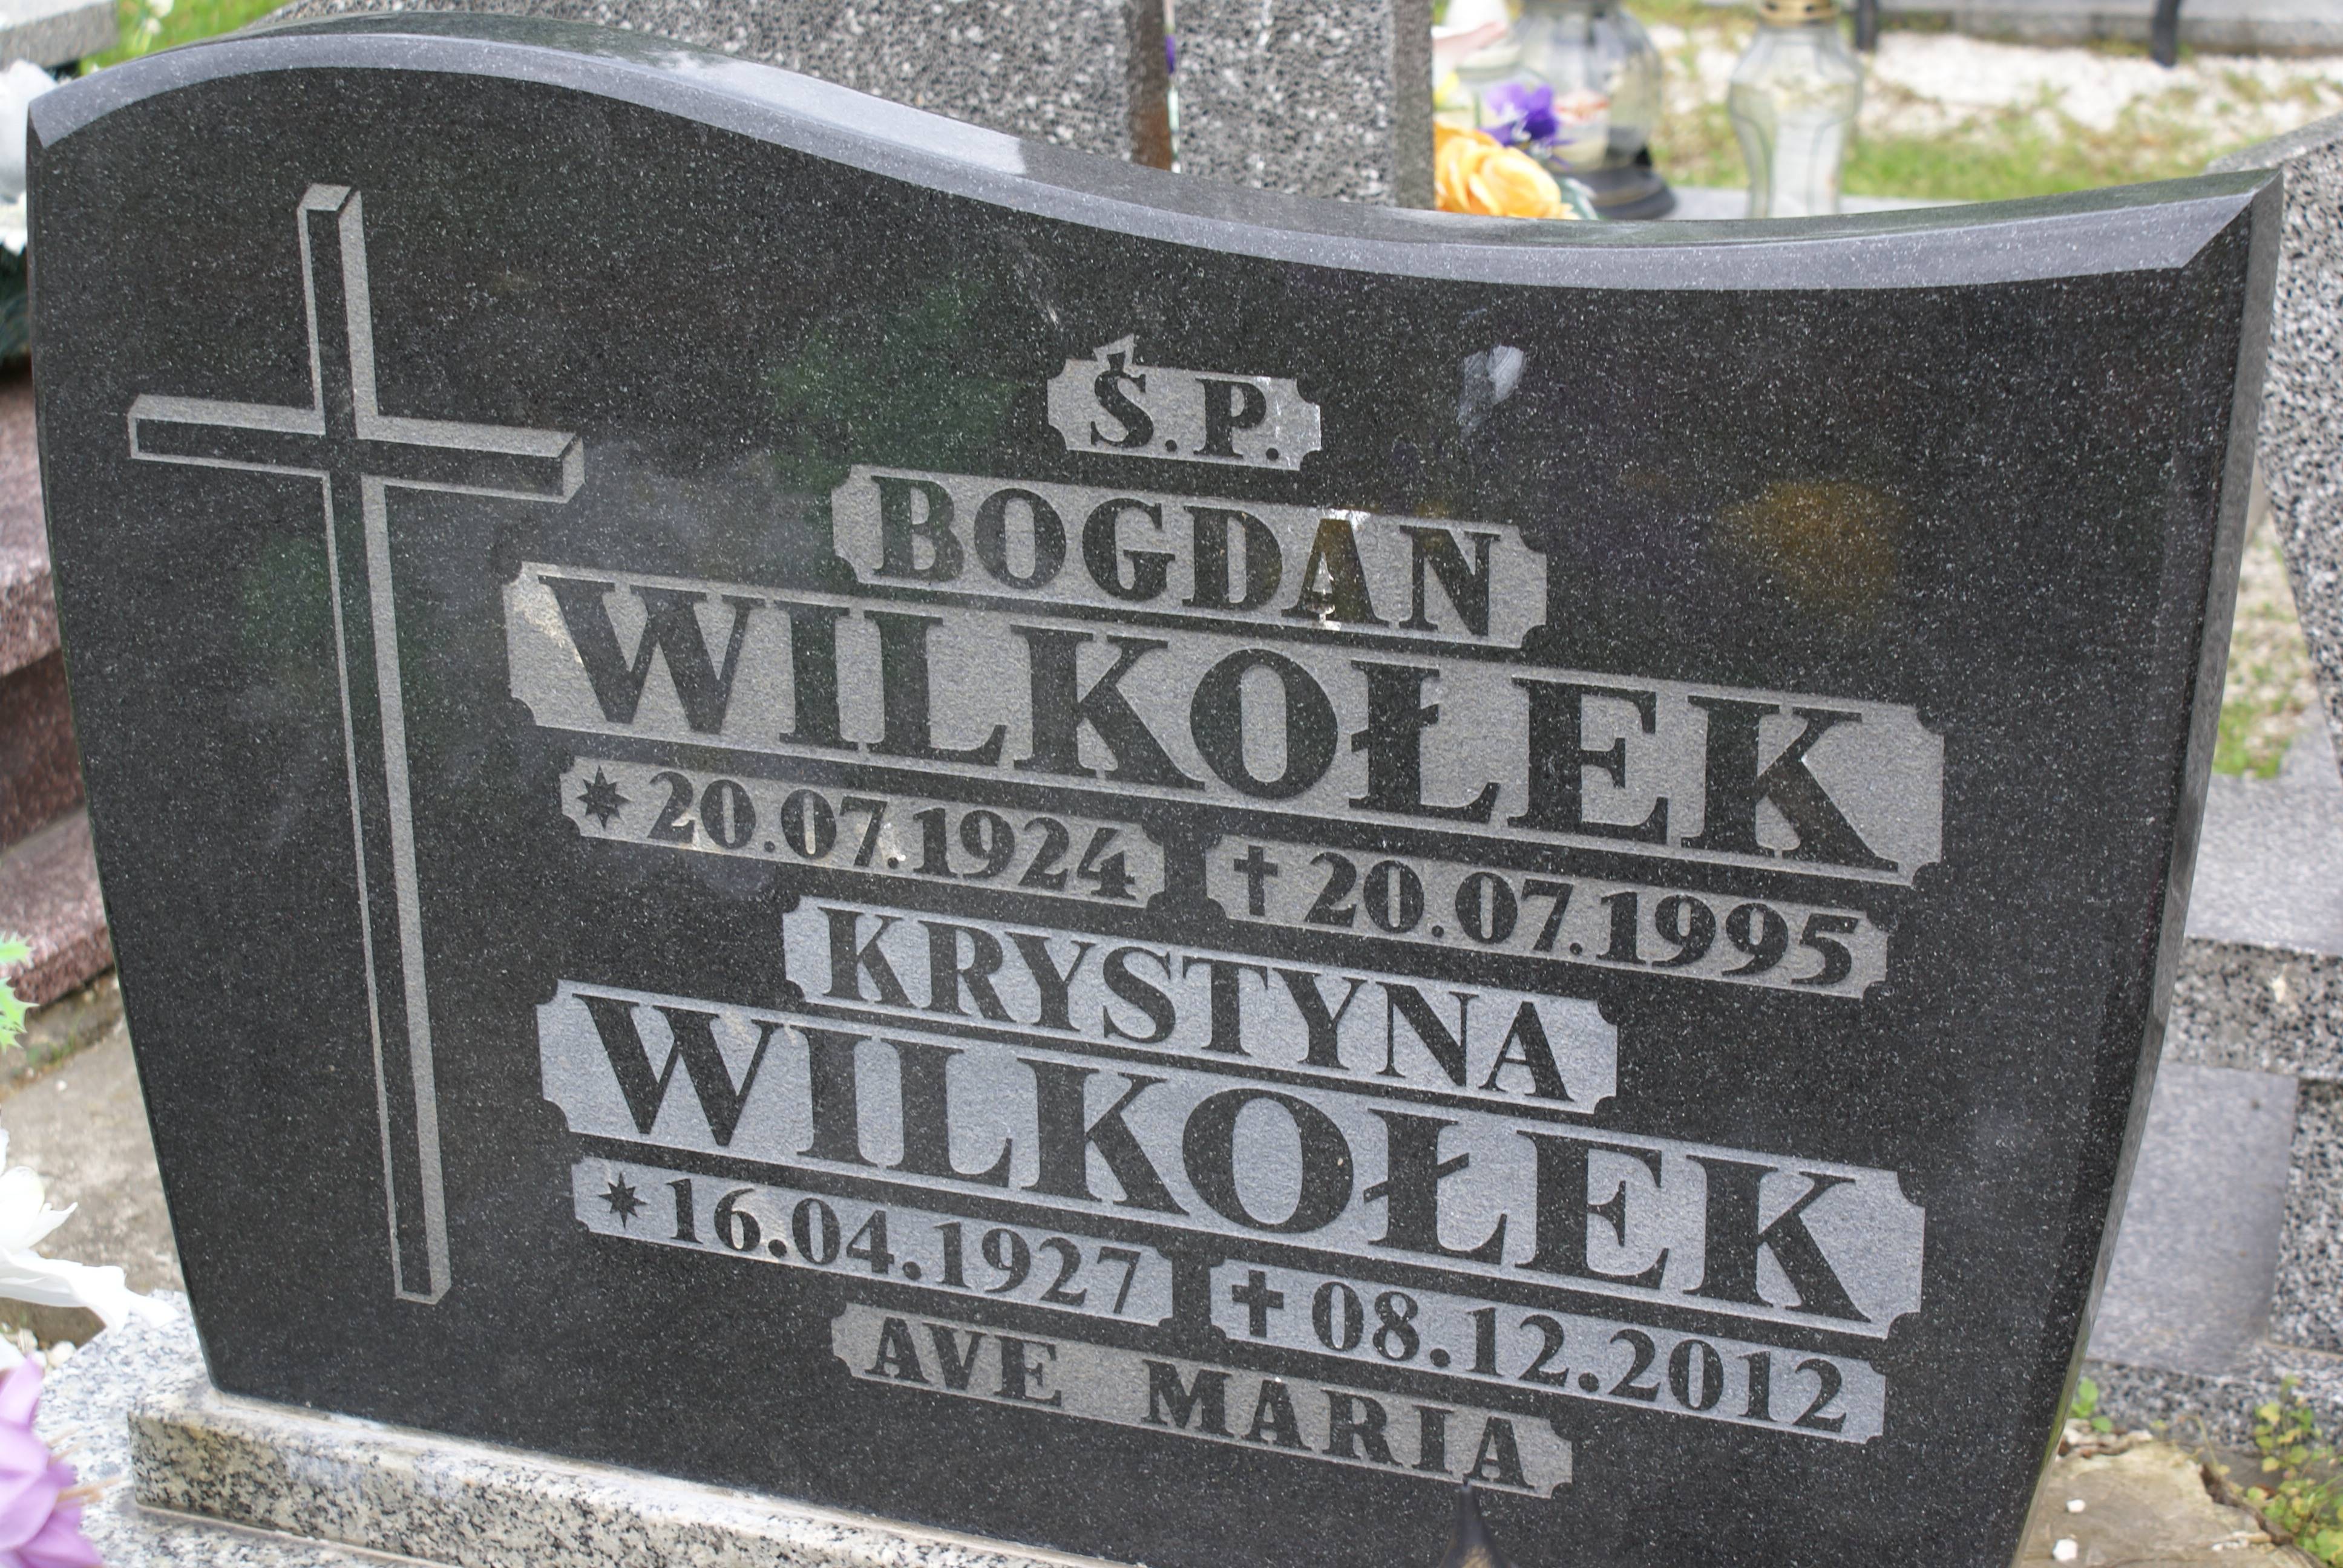 Ś.P.
BOGDAN
WILKOŁEK
✴20.07.1924 ✝20.07.1995
KRYSTYNA
WILKOŁEK
✴16.04.1927 ✝08.12.2012
AVE MARIA